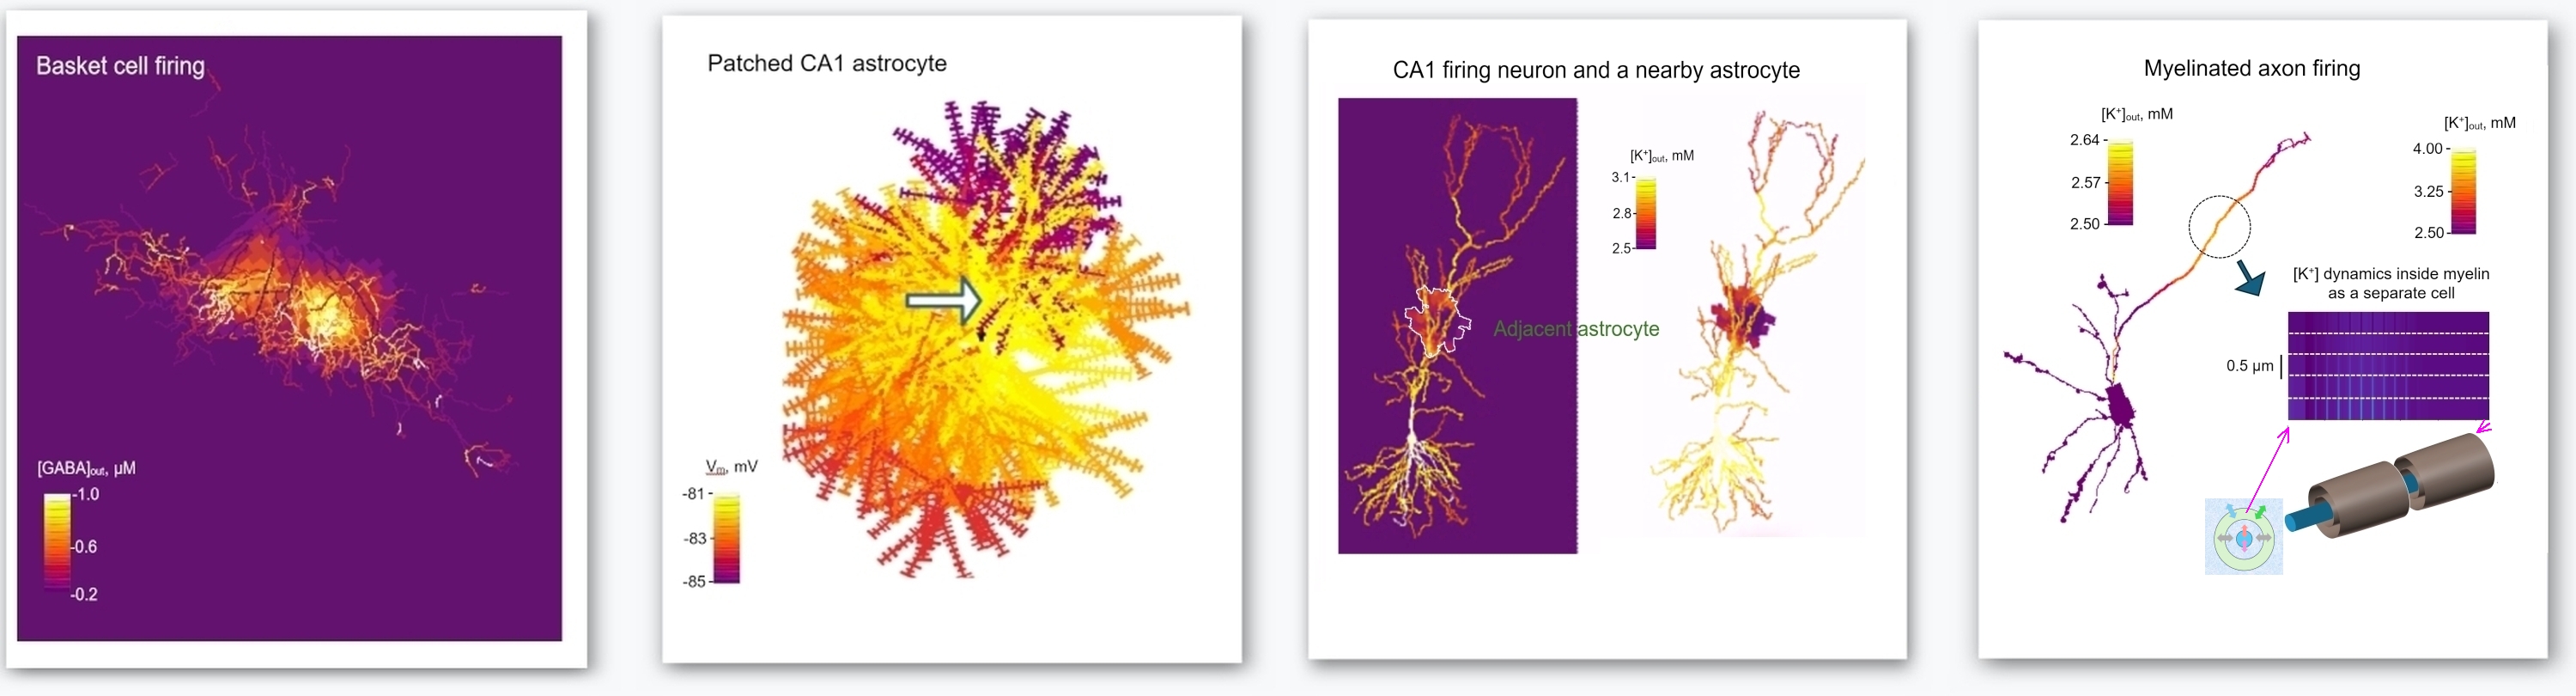 Basket cell firing
[GABA]out, µM
-1.0
-0.6
-0.2
Patched CA1 astrocyte
Vm, mV
-81
-83
-85
CA1 firing neuron and a nearby astrocyte
[K+]out, mM
3.1
2.8
2.5
Adjacent astrocyte
Myelinated axon firing
[K+]out, mM
2.64
2.57
2.50
[K+]out, mM
4.00
3.25
2.50
[K+] dynamics inside myelin
as a separate cell
0.5 µm